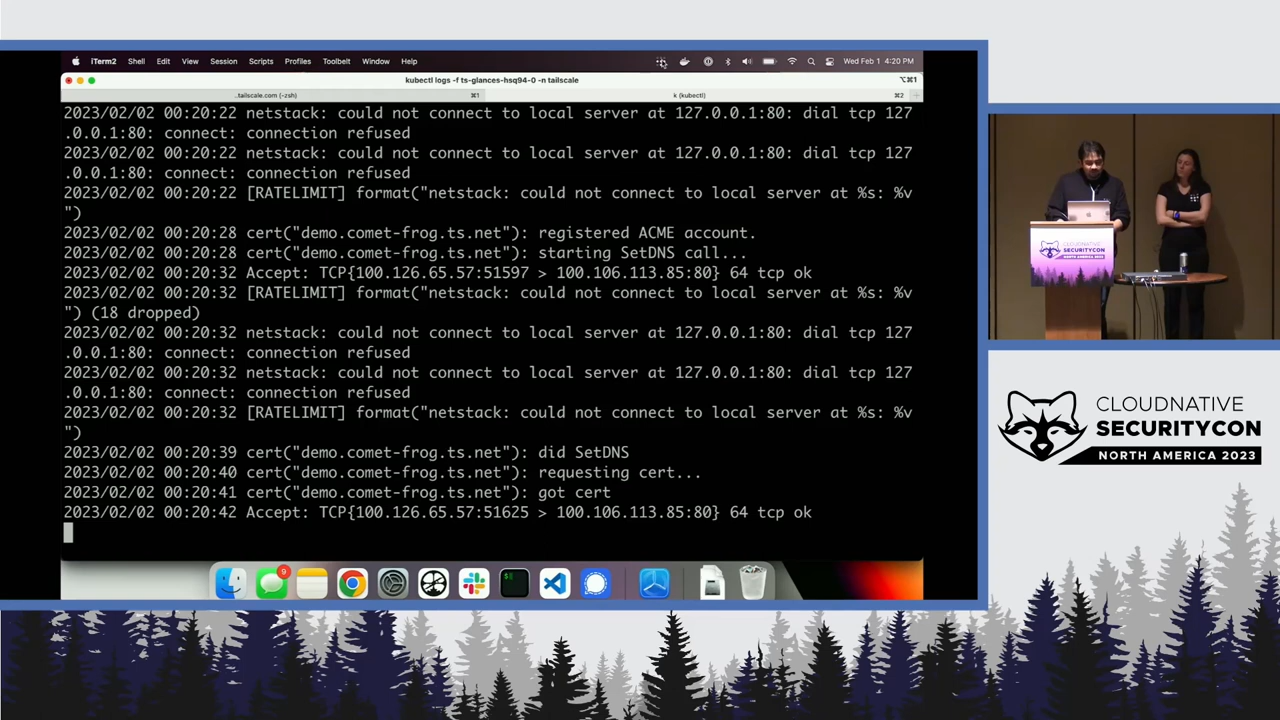 iTerm2 Shell Edit View Session Scripts Profiles Toolbelt Window Help Wed Feb 1 4:20 PM
kubectl logs -f ts-glances-hsq94-0 -n tailscale ⌥⌘1
..tailscale.com (-zsh) ⌘1 k (kubectl) ⌘2
2023/02/02 00:20:22 netstack: could not connect to local server at 127.0.0.1:80: dial tcp 127
.0.0.1:80: connect: connection refused
2023/02/02 00:20:22 netstack: could not connect to local server at 127.0.0.1:80: dial tcp 127
.0.0.1:80: connect: connection refused
2023/02/02 00:20:22 [RATELIMIT] format("netstack: could not connect to local server at %s: %v
")
2023/02/02 00:20:28 cert("demo.comet-frog.ts.net"): registered ACME account.
2023/02/02 00:20:28 cert("demo.comet-frog.ts.net"): starting SetDNS call...
2023/02/02 00:20:32 Accept: TCP{100.126.65.57:51597 > 100.106.113.85:80} 64 tcp ok
2023/02/02 00:20:32 [RATELIMIT] format("netstack: could not connect to local server at %s: %v
") (18 dropped)
2023/02/02 00:20:32 netstack: could not connect to local server at 127.0.0.1:80: dial tcp 127
.0.0.1:80: connect: connection refused
2023/02/02 00:20:32 netstack: could not connect to local server at 127.0.0.1:80: dial tcp 127
.0.0.1:80: connect: connection refused
2023/02/02 00:20:32 [RATELIMIT] format("netstack: could not connect to local server at %s: %v
")
2023/02/02 00:20:39 cert("demo.comet-frog.ts.net"): did SetDNS
2023/02/02 00:20:40 cert("demo.comet-frog.ts.net"): requesting cert...
2023/02/02 00:20:41 cert("demo.comet-frog.ts.net"): got cert
2023/02/02 00:20:42 Accept: TCP{100.126.65.57:51625 > 100.106.113.85:80} 64 tcp ok
9
CLOUDNATIVE
SECURITYCON
CLOUDNATIVE
SECURITYCON
NORTH AMERICA 2023